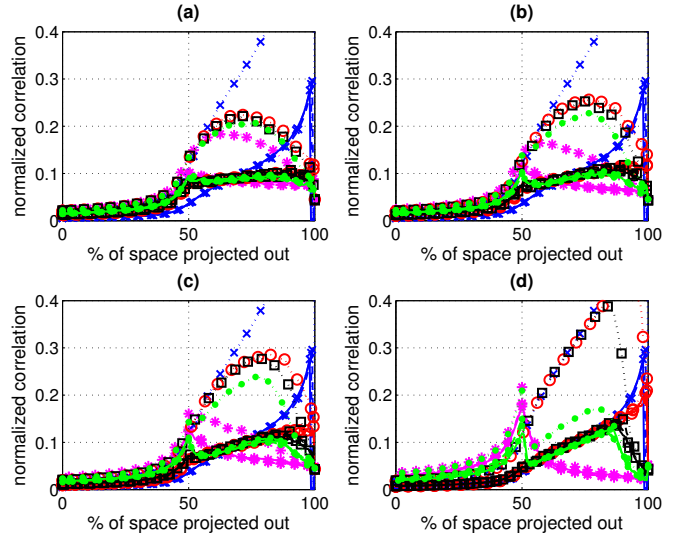 (a) (b)
0.4 0.4
0.3 0.3
0.2 0.2
0.1 0.1
0 0
0 50 100 0 50 100
normalized correlation normalized correlation
% of space projected out % of space projected out
(c) (d)
0.4 0.4
0.3 0.3
0.2 0.2
0.1 0.1
0 0
0 50 100 0 50 100
normalized correlation normalized correlation
% of space projected out % of space projected out